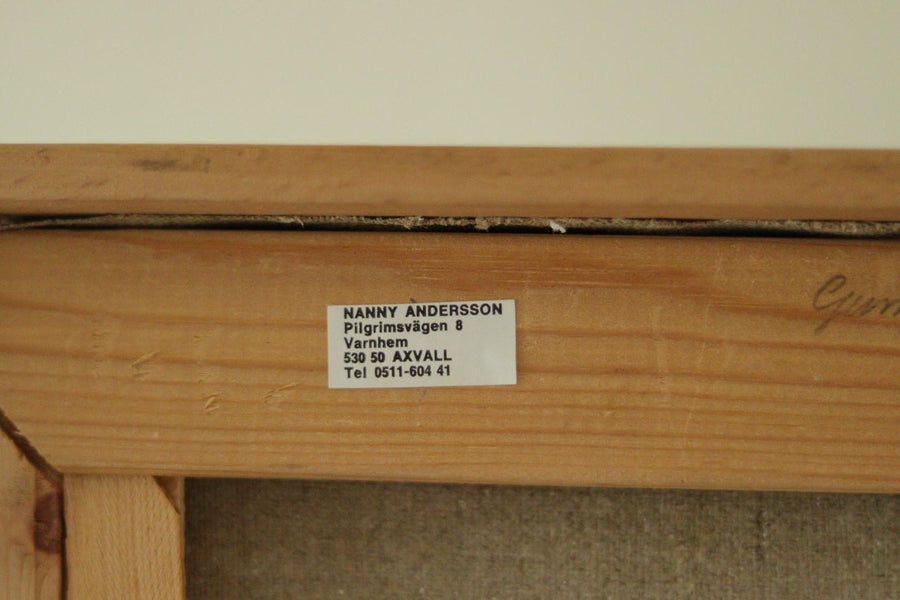 NANNY ANDERSSON
Pilgrimsvägen 8
Varnhem
530 50 AXVALL
Tel 0511-604 41